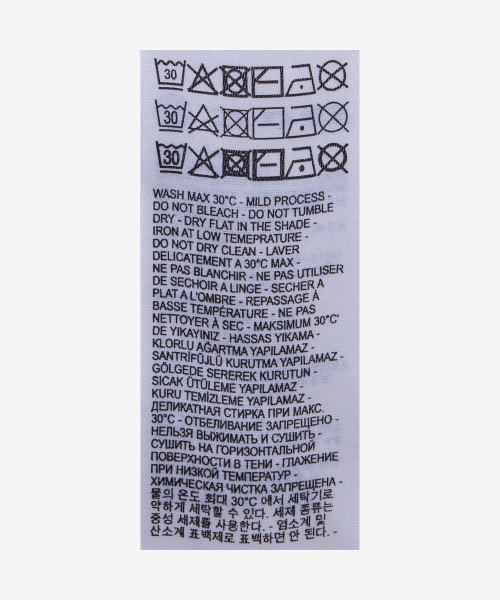 30
30
30
WASH MAX 30°C - MILD PROCESS -
DO NOT BLEACH - DO NOT TUMBLE
DRY - DRY FLAT IN THE SHADE -
IRON AT LOW TEMEPRATURE -
DO NOT DRY CLEAN - LAVER
DELICATEMENT A 30°C MAX -
NE PAS BLANCHIR - NE PAS UTILISER
DE SECHOIR A LINGE - SECHER A
PLAT A L'OMBRE - REPASSAGE À
BASSE TEMPÉRATURE - NE PAS
NETTOYER À SEC - MAKSIMUM 30°C'
DE YIKAYINIZ - HASSAS YIKAMA -
KLORLU AĞARTMA YAPILAMAZ -
SANTRİFÜJLÜ KURUTMA YAPILAMAZ -
GÖLGEDE SEREREK KURUTUN -
SICAK ÜTÜLEME YAPILAMAZ -
KURU TEMİZLEME YAPILAMAZ -
ДЕЛИКАТНАЯ СТИРКА ПРИ МАКС.
30°C - ОТБЕЛИВАНИЕ ЗАПРЕЩЕНО -
НЕЛЬЗЯ ВЫЖИМАТЬ И СУШИТЬ -
СУШИТЬ НА ГОРИЗОНТАЛЬНОЙ
ПОВЕРХНОСТИ В ТЕНИ - ГЛАЖЕНИЕ
ПРИ НИЗКОЙ ТЕМПЕРАТУР -
ХИМИЧЕСКАЯ ЧИСТКА ЗАПРЕЩЕНА -
물의 온도 최대 30°C 에서 세탁기로
약하게 세탁할 수 있다. 세제 종류는
중성 세제를 사용한다. - 염소계 및
산소계 표백제로 표백하면 안 된다. -